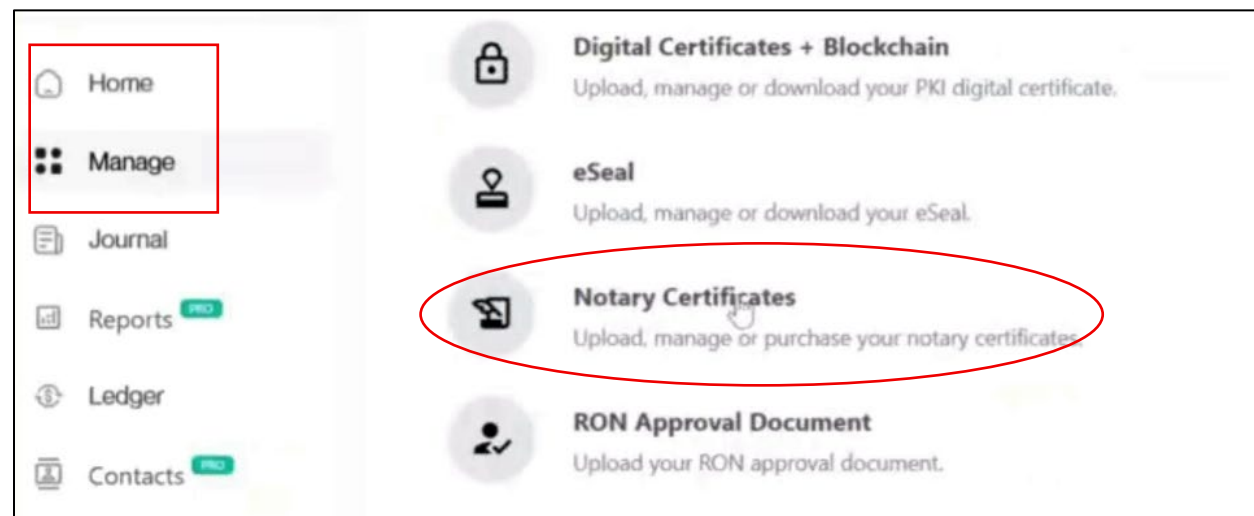 Home
Manage
Journal
Reports PRO
Ledger
Contacts PRO
Digital Certificates + Blockchain
Upload, manage or download your PKI digital certificate.
eSeal
Upload, manage or download your eSeal.
Notary Certificates
Upload, manage or purchase your notary certificates.
RON Approval Document
Upload your RON approval document.